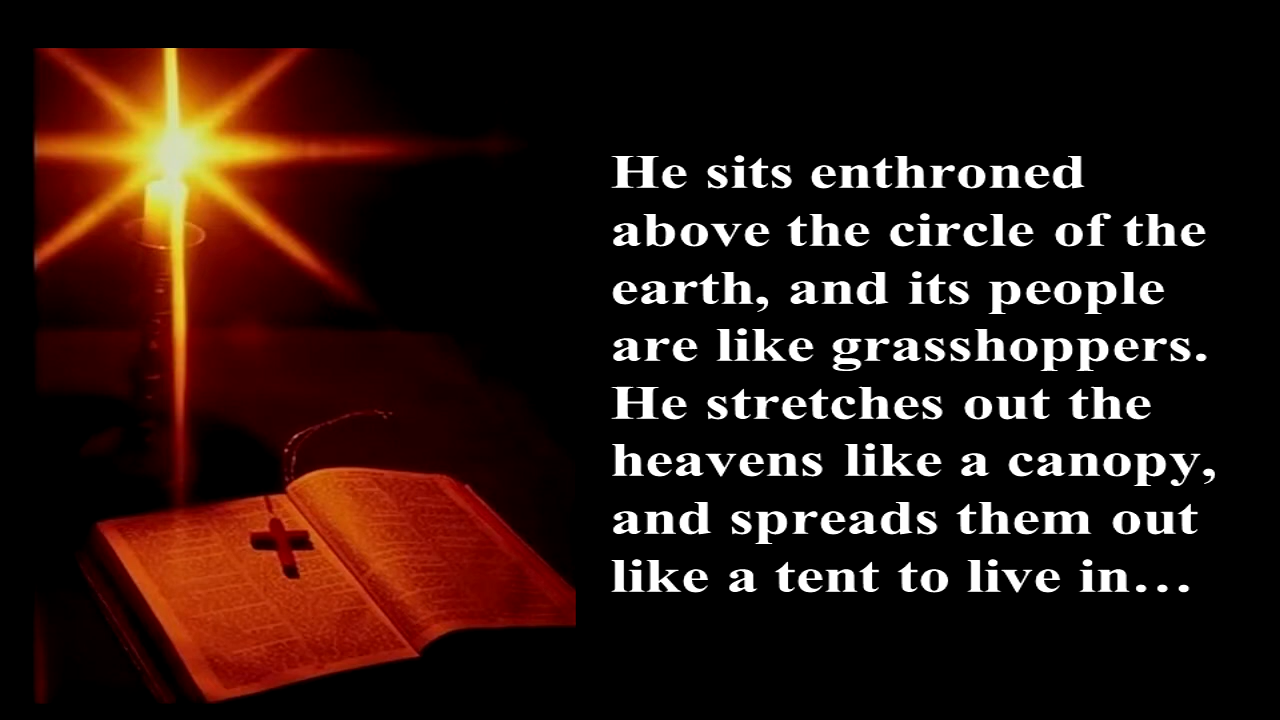 He sits enthroned
above the circle of the
earth, and its people
are like grasshoppers.
He stretches out the
heavens like a canopy,
and spreads them out
like a tent to live in…